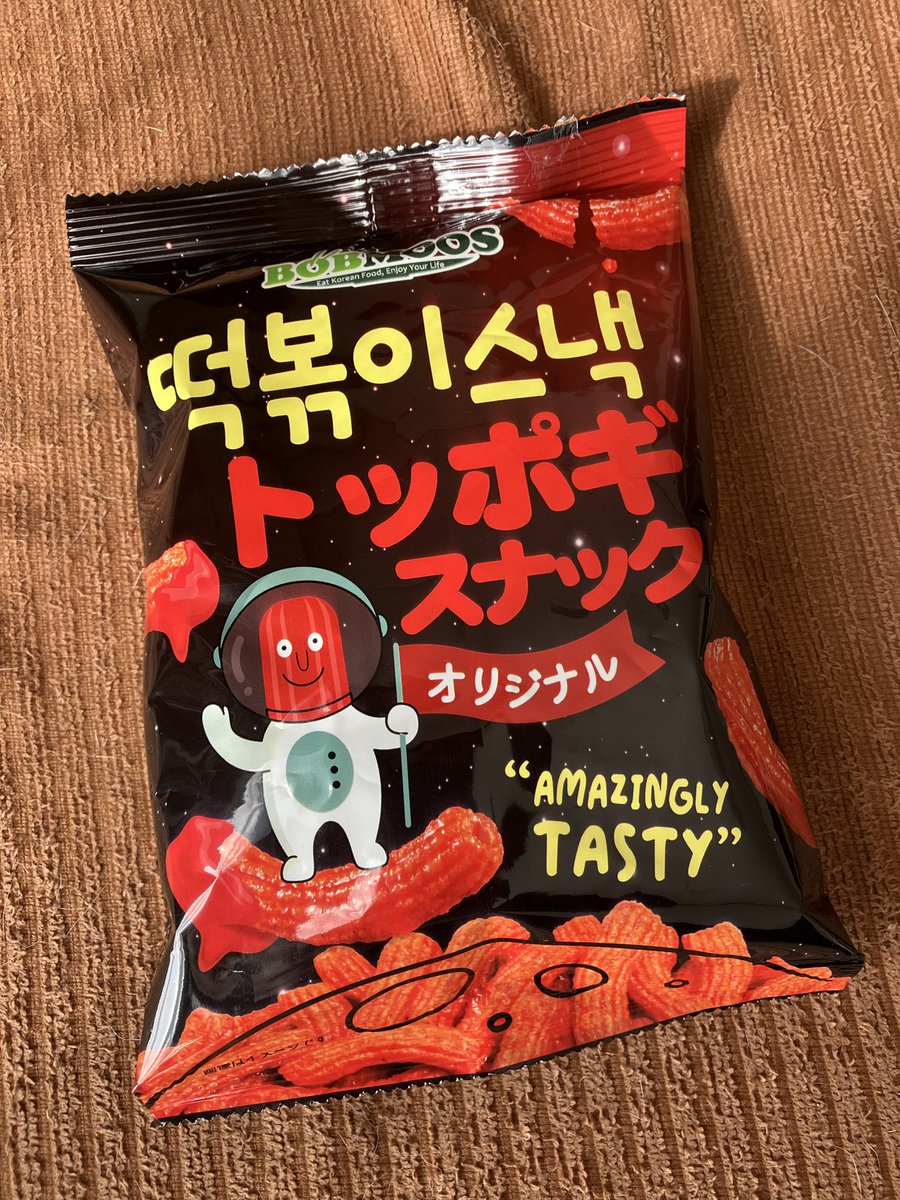 BOBMOOS
Eat Korean Food, Enjoy Your Life
떡볶이스낵
トッポギ
スナック
オリジナル
“AMAZINGLY
TASTY”